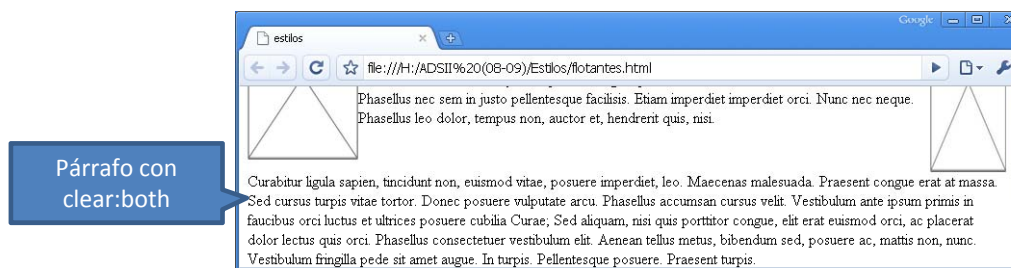 Google
estilos
file:///H:/ADSII%20(08-09)/Estilos/flotantes.html
Phasellus nec sem in justo pellentesque facilisis. Etiam imperdiet imperdiet orci. Nunc nec neque.
Phasellus leo dolor, tempus non, auctor et, hendrerit quis, nisi.
Párrafo con
clear:both
Curabitur ligula sapien, tincidunt non, euismod vitae, posuere imperdiet, leo. Maecenas malesuada. Praesent congue erat at massa.
Sed cursus turpis vitae tortor. Donec posuere vulputate arcu. Phasellus accumsan cursus velit. Vestibulum ante ipsum primis in
faucibus orci luctus et ultrices posuere cubilia Curae; Sed aliquam, nisi quis porttitor congue, elit erat euismod orci, ac placerat
dolor lectus quis orci. Phasellus consectetuer vestibulum elit. Aenean tellus metus, bibendum sed, posuere ac, mattis non, nunc.
Vestibulum fringilla pede sit amet augue. In turpis. Pellentesque posuere. Praesent turpis.